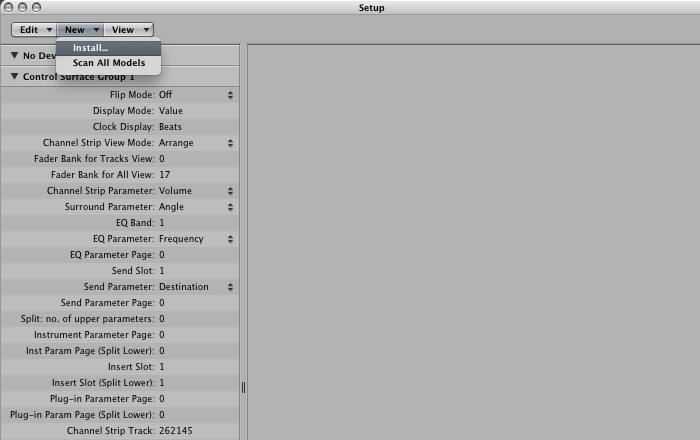 Setup
Edit New View
Install...
Scan All Models
No Dev
Control Surface Group 1
Flip Mode: Off
Display Mode: Value
Clock Display: Beats
Channel Strip View Mode: Arrange
Fader Bank for Tracks View: 0
Fader Bank for All View: 17
Channel Strip Parameter: Volume
Surround Parameter: Angle
EQ Band: 1
EQ Parameter: Frequency
EQ Parameter Page: 0
Send Slot: 1
Send Parameter: Destination
Send Parameter Page: 0
Split: no. of upper parameters: 0
Instrument Parameter Page: 0
Inst Param Page (Split Lower): 0
Insert Slot: 1
Insert Slot (Split Lower): 1
Plug-in Parameter Page: 0
Plug-in Param Page (Split Lower): 0
Channel Strip Track: 262145